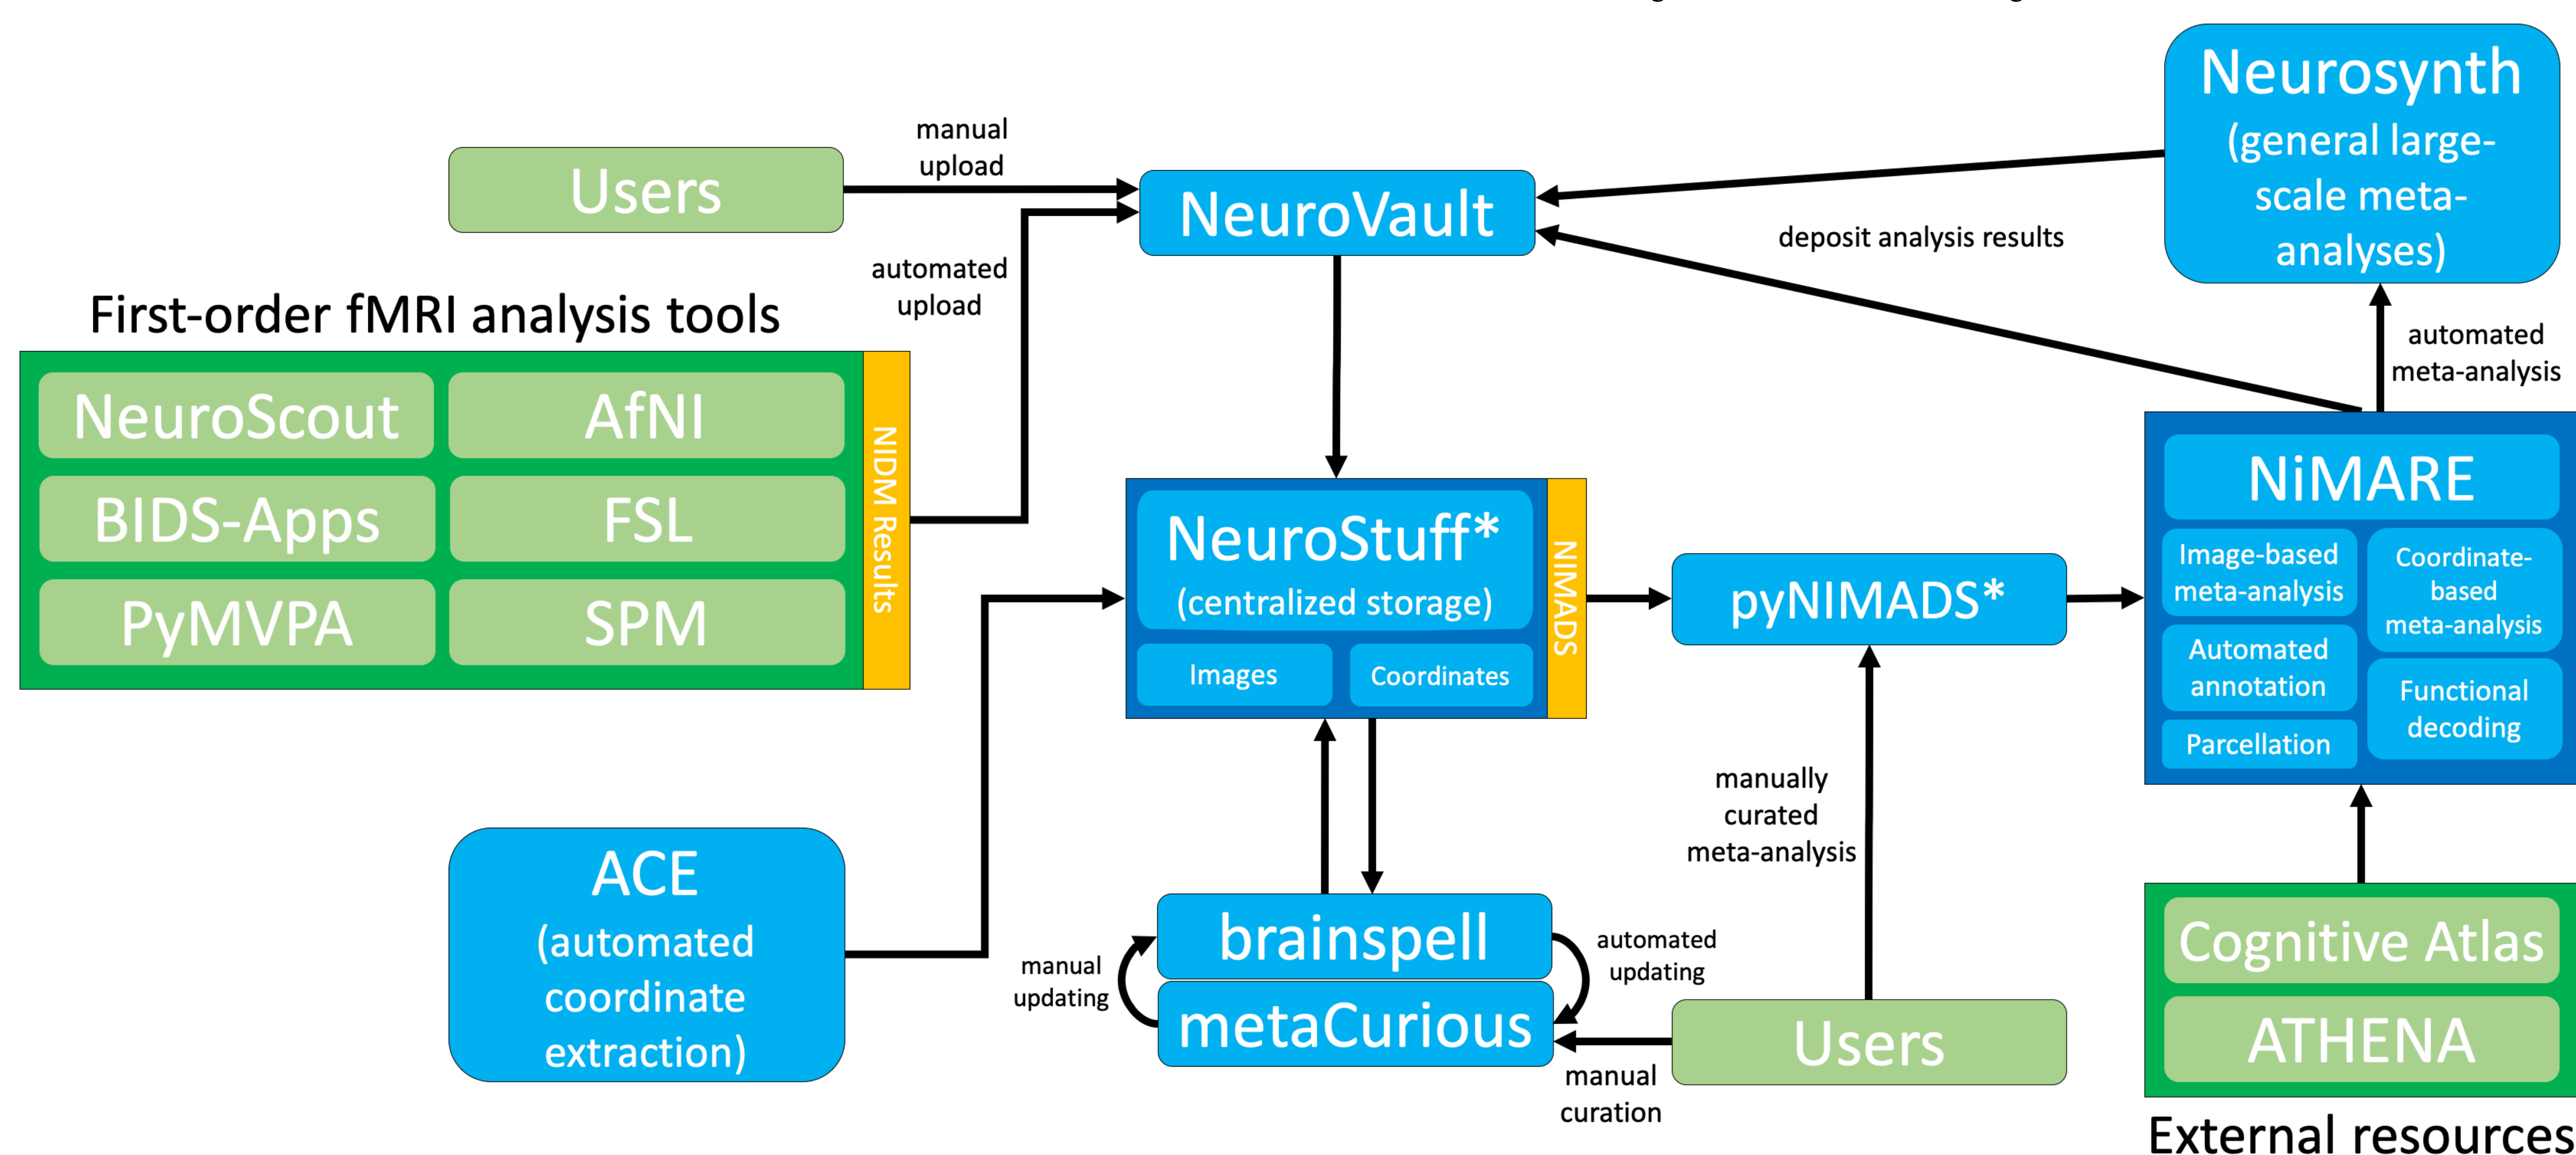 Neurosynth
(general large-
scale meta-
analyses)
manual
upload
Users
NeuroVault
deposit analysis results
automated
upload
First-order fMRI analysis tools
automated
meta-analysis
NeuroScout
AfNI
BIDS-Apps
FSL
PyMVPA
SPM
NIDM Results
NeuroStuff*
(centralized storage)
Images
Coordinates
NIMADS
pyNIMADS*
NiMARE
Image-based
meta-analysis
Coordinate-
based
meta-analysis
Automated
annotation
Functional
decoding
Parcellation
manually
curated
meta-analysis
ACE
(automated
coordinate
extraction)
manual
updating
brainspell
metaCurious
automated
updating
manual
curation
Users
Cognitive Atlas
ATHENA
External resources